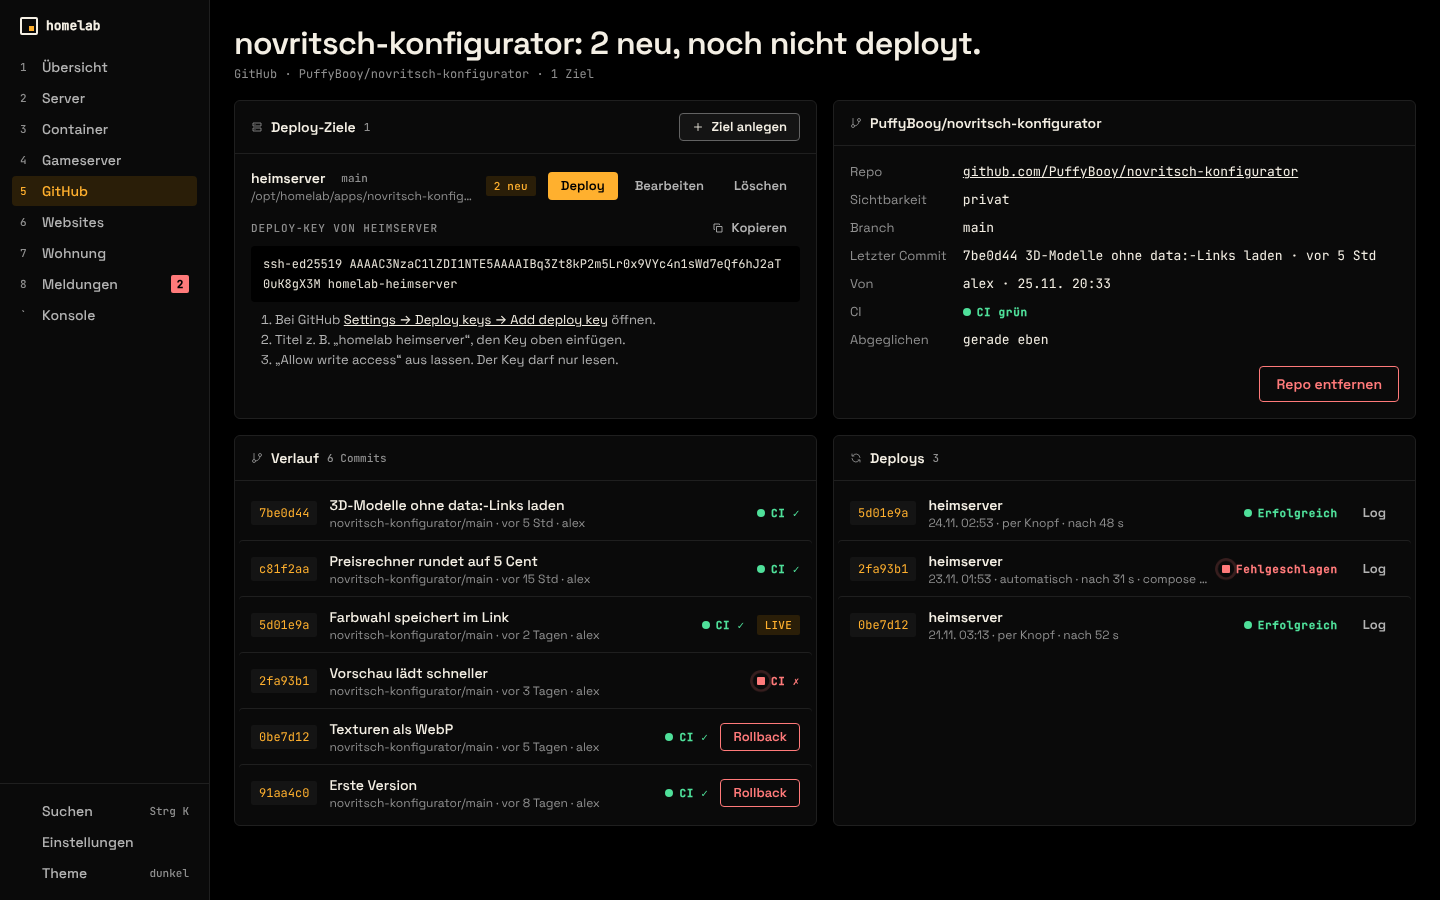 homelab
1 Übersicht
2 Server
3 Container
4 Gameserver
5 GitHub
6 Websites
7 Wohnung
8 Meldungen 2
` Konsole
Suchen Strg K
Einstellungen
Theme dunkel
novritsch-konfigurator: 2 neu, noch nicht deployt.
GitHub · PuffyBooy/novritsch-konfigurator · 1 Ziel
Deploy-Ziele 1
+ Ziel anlegen
heimserver main
/opt/homelab/apps/novritsch-konfig…
2 neu
Deploy
Bearbeiten
Löschen
DEPLOY-KEY VON HEIMSERVER
Kopieren
ssh-ed25519 AAAAC3NzaC1lZDI1NTE5AAAAIBq3Zt8kP2m5Lr0x9VYc4n1sWd7eQf6hJ2aT
0uK8gX3M homelab-heimserver
1. Bei GitHub Settings → Deploy keys → Add deploy key öffnen.
2. Titel z. B. „homelab heimserver“, den Key oben einfügen.
3. „Allow write access“ aus lassen. Der Key darf nur lesen.
PuffyBooy/novritsch-konfigurator
Repo github.com/PuffyBooy/novritsch-konfigurator
Sichtbarkeit privat
Branch main
Letzter Commit 7be0d44 3D-Modelle ohne data:-Links laden · vor 5 Std
Von alex · 25.11. 20:33
CI CI grün
Abgeglichen gerade eben
Repo entfernen
Verlauf 6 Commits
7be0d44 3D-Modelle ohne data:-Links laden
novritsch-konfigurator/main · vor 5 Std · alex
CI ✓
c81f2aa Preisrechner rundet auf 5 Cent
novritsch-konfigurator/main · vor 15 Std · alex
CI ✓
5d01e9a Farbwahl speichert im Link
novritsch-konfigurator/main · vor 2 Tagen · alex
CI ✓ LIVE
2fa93b1 Vorschau lädt schneller
novritsch-konfigurator/main · vor 3 Tagen · alex
CI ✗
0be7d12 Texturen als WebP
novritsch-konfigurator/main · vor 5 Tagen · alex
CI ✓ Rollback
91aa4c0 Erste Version
novritsch-konfigurator/main · vor 8 Tagen · alex
CI ✓ Rollback
Deploys 3
5d01e9a heimserver
24.11. 02:53 · per Knopf · nach 48 s
Erfolgreich Log
2fa93b1 heimserver
23.11. 01:53 · automatisch · nach 31 s · compose …
Fehlgeschlagen Log
0be7d12 heimserver
21.11. 03:13 · per Knopf · nach 52 s
Erfolgreich Log